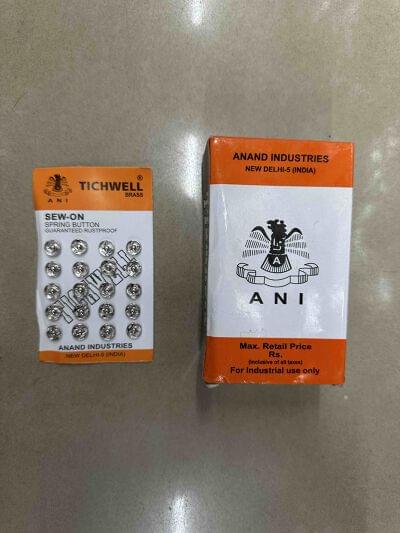 TICHWELL®
BRASS
ANI
SEW-ON
SPRING BUTTON
GUARANTEED RUSTPROOF
TICHWELL
ANAND INDUSTRIES
NEW DELHI-5 (INDIA)
ANAND INDUSTRIES
NEW DELHI-5 (INDIA)
A
ANI
Max. Retail Price
Rs.
(Inclusive of all taxes)
For Industrial use only